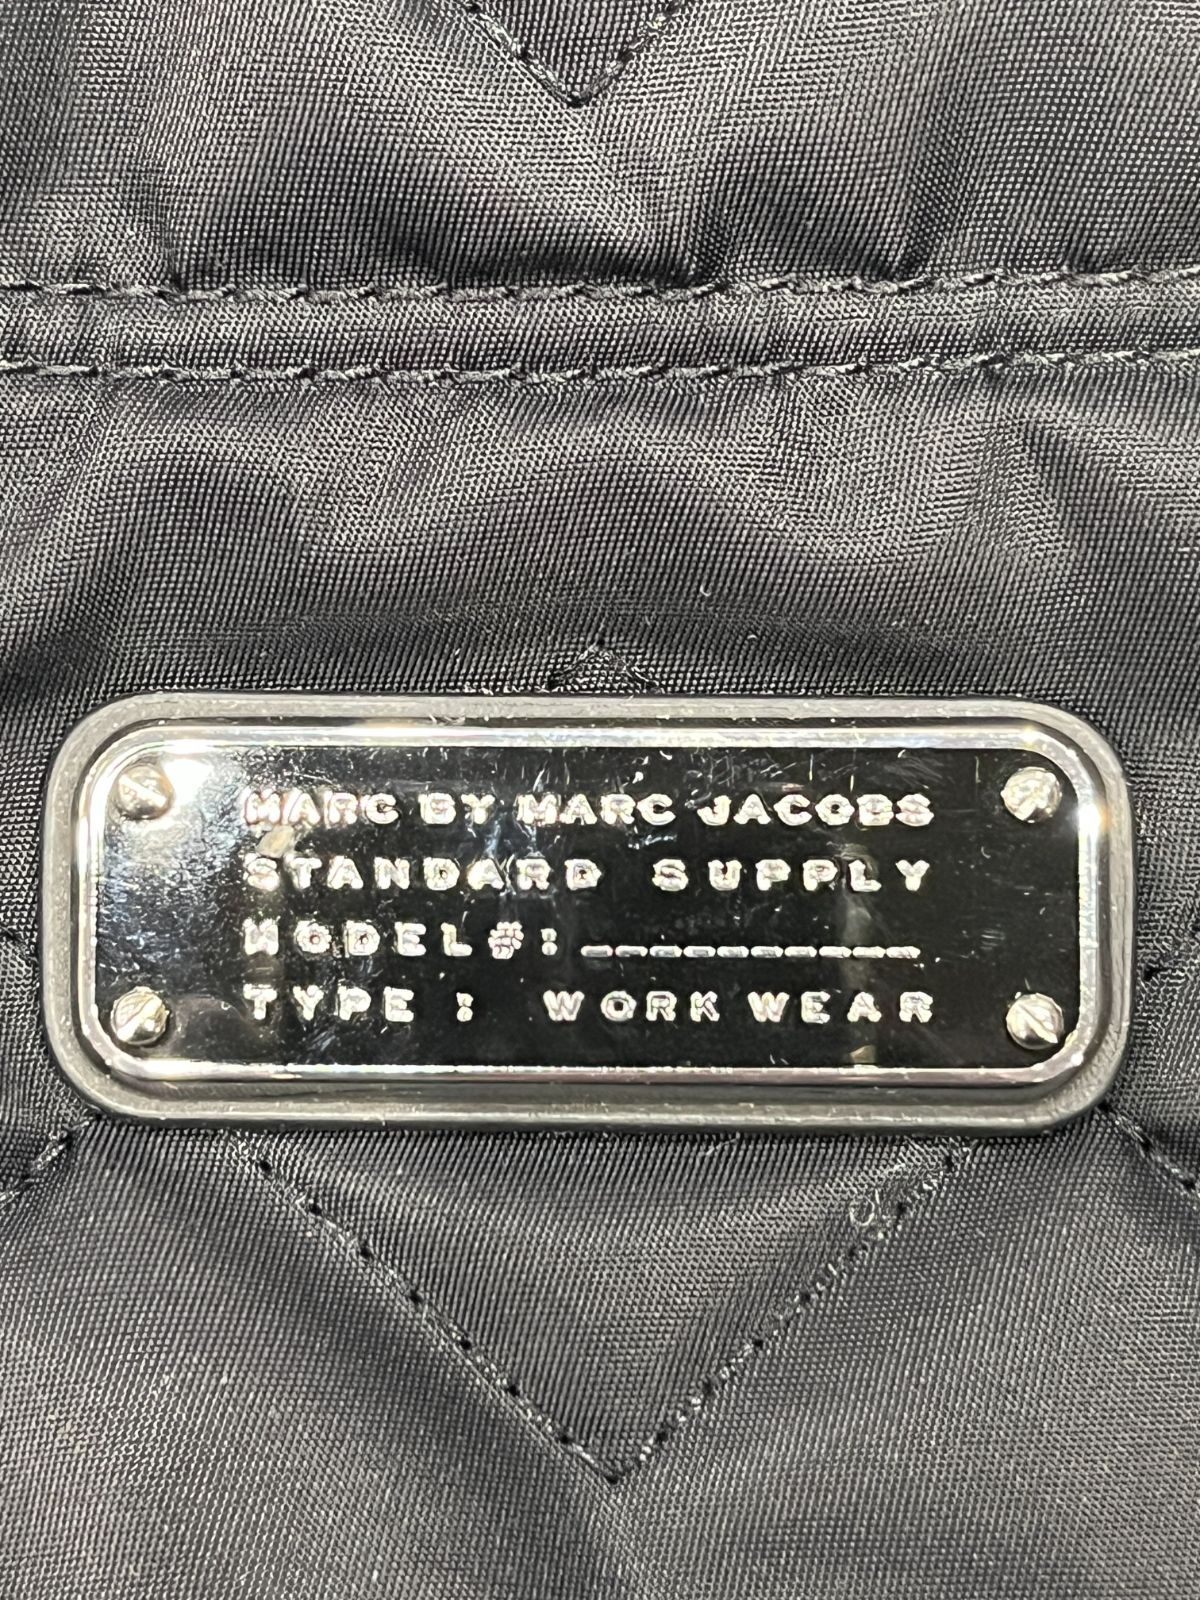 MARC BY MARC JACOBS
STANDARD SUPPLY
MODEL#: __________
TYPE : WORK WEAR